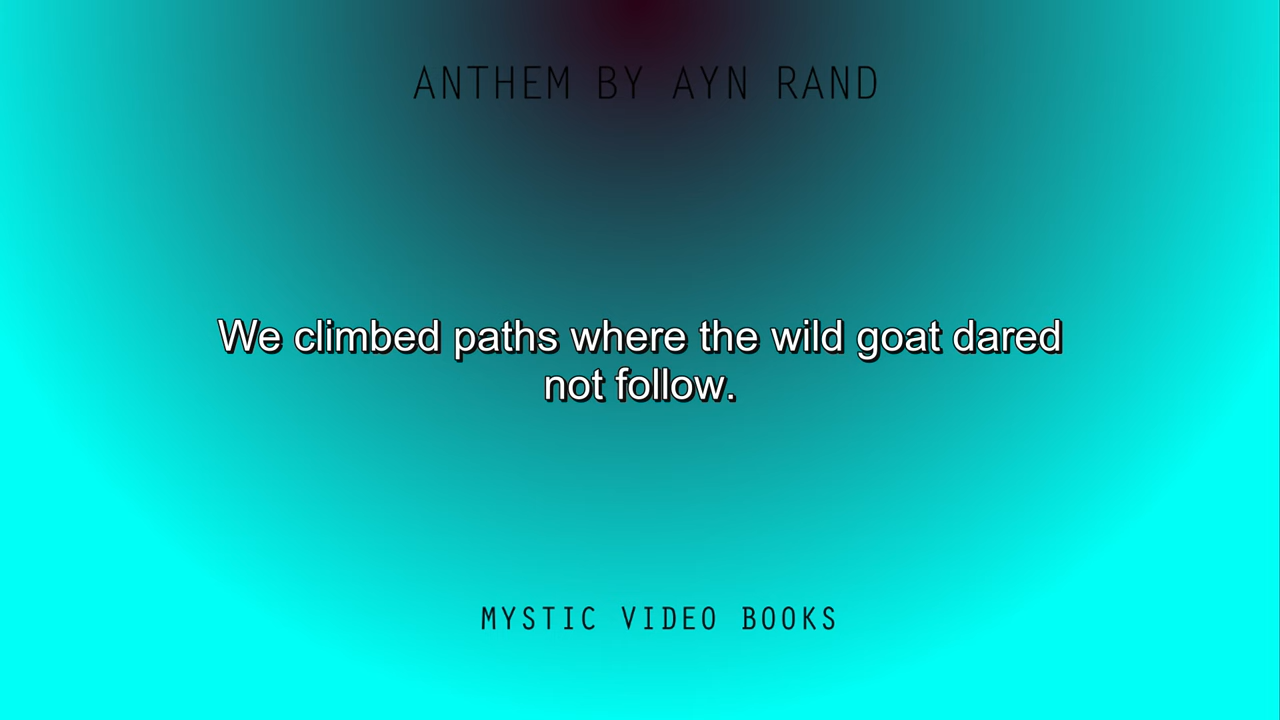 ANTHEM BY AYN RAND
We climbed paths where the wild goat dared
not follow.
MYSTIC VIDEO BOOKS